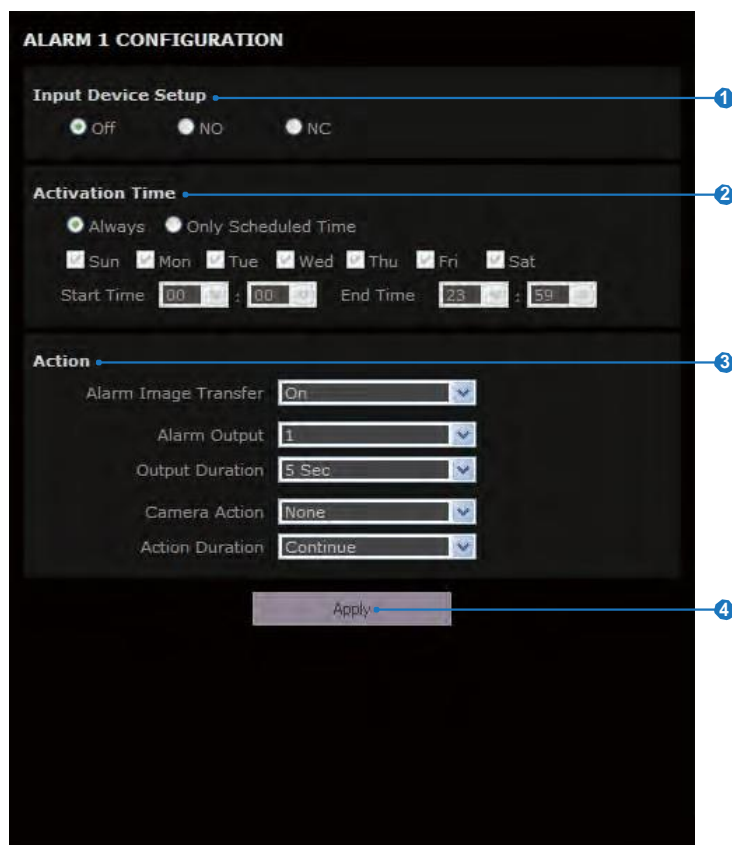 ALARM 1 CONFIGURATION
Input Device Setup 1
Off NO NC
Activation Time 2
Always Only Scheduled Time
Sun Mon Tue Wed Thu Fri Sat
Start Time 00 : 00 End Time 23 : 59
Action 3
Alarm Image Transfer On
Alarm Output 1
Output Duration 5 Sec
Camera Action None
Action Duration Continue
Apply 4